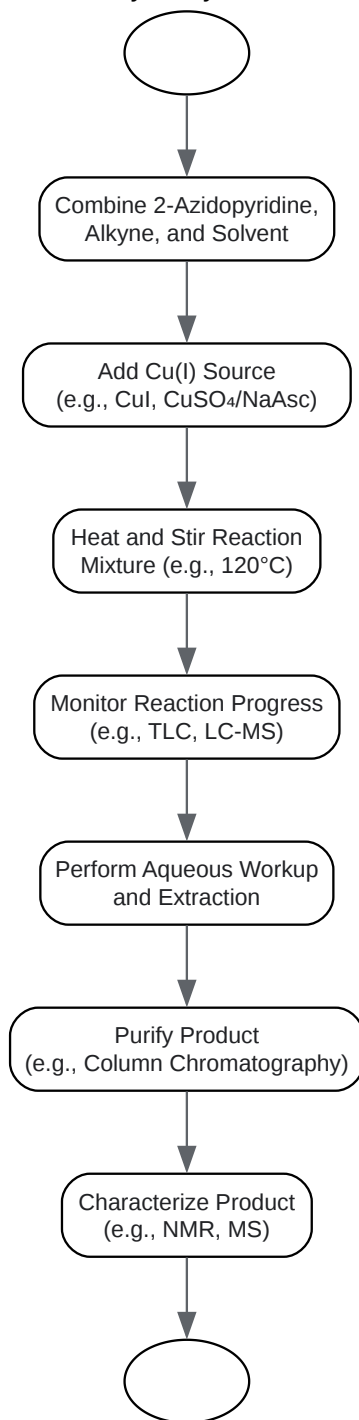 Combine 2-Azidopyridine,
Alkyne, and Solvent
Add Cu(I) Source
(e.g., CuI, CuSO₄/NaAsc)
Heat and Stir Reaction
Mixture (e.g., 120°C)
Monitor Reaction Progress
(e.g., TLC, LC-MS)
Perform Aqueous Workup
and Extraction
Purify Product
(e.g., Column Chromatography)
Characterize Product
(e.g., NMR, MS)